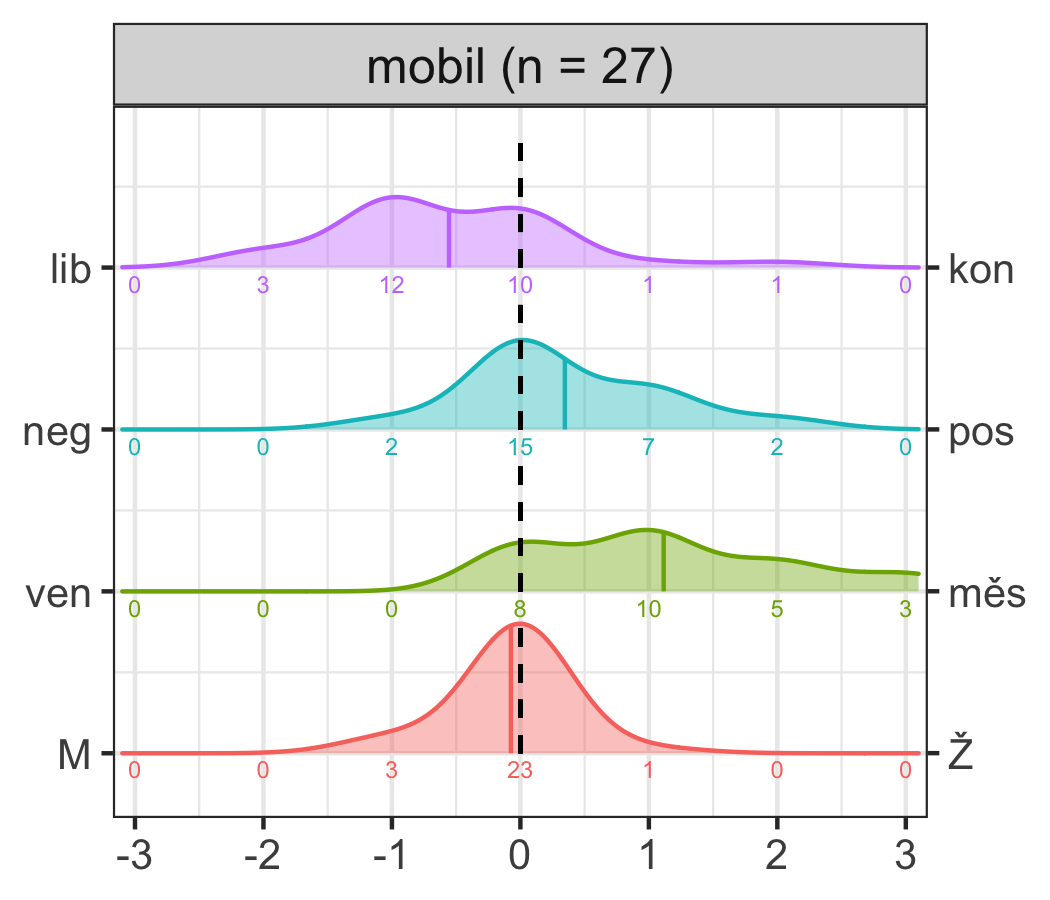 mobil (n = 27)
lib kon
0 3 12 10 1 1 0
neg pos
0 0 2 15 7 2 0
ven měs
0 0 0 8 10 5 3
M Ž
0 0 3 23 1 0 0
-3 -2 -1 0 1 2 3